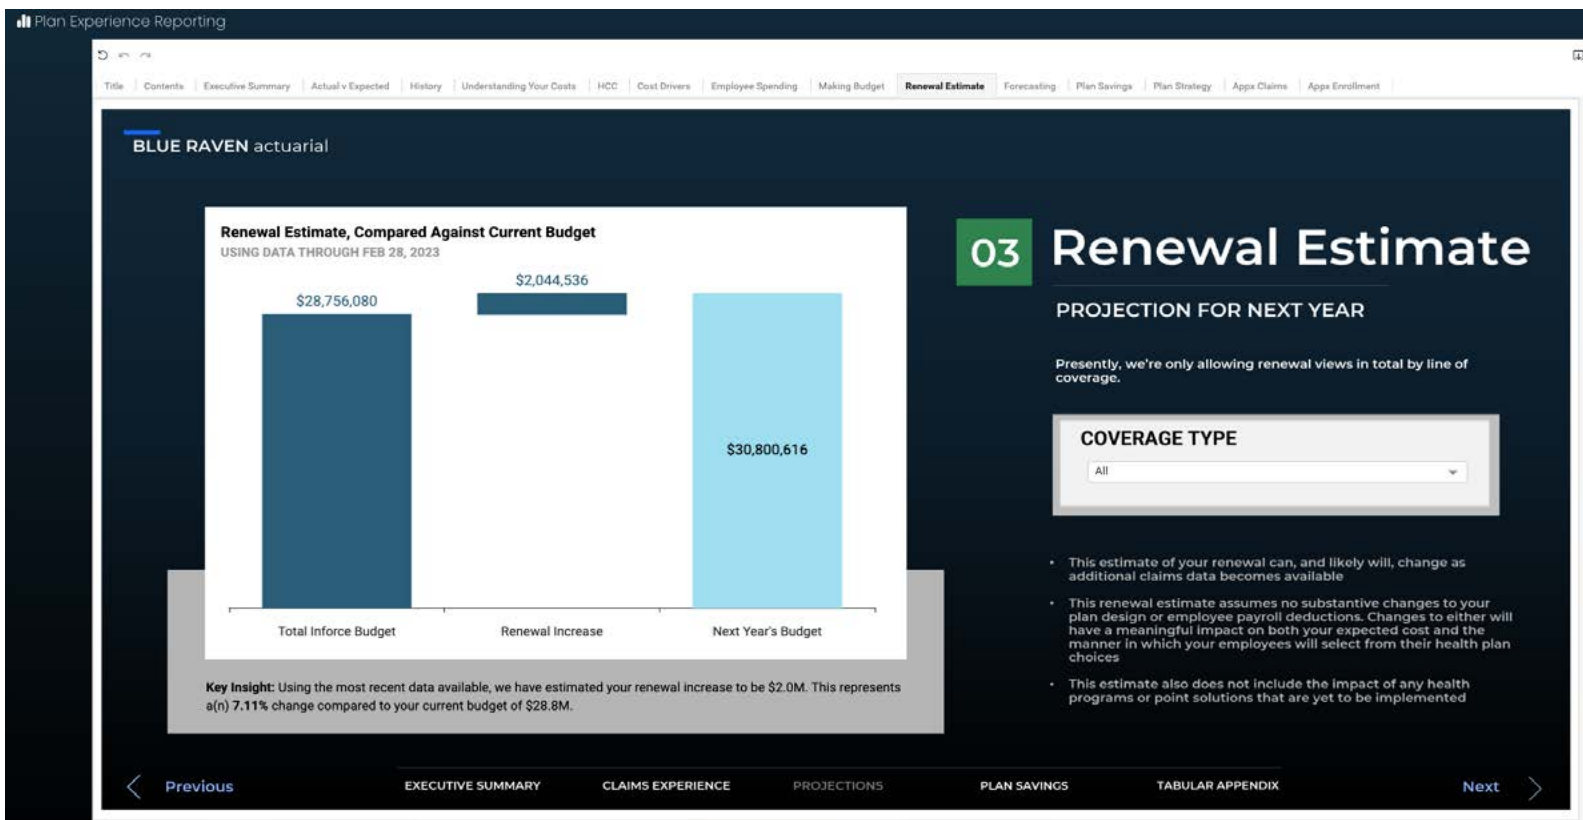 Plan Experience Reporting
Title
Contents
Executive Summary
Actual v Expected
History
Understanding Your Costs
HCC
Cost Drivers
Employee Spending
Making Budget
Renewal Estimate
Forecasting
Plan Savings
Plan Strategy
Appx Claims
Appx Enrollment
BLUE RAVEN actuarial
Renewal Estimate, Compared Against Current Budget
USING DATA THROUGH FEB 28, 2023
$28,756,080
$2,044,536
$30,800,616
Total Inforce Budget
Renewal Increase
Next Year's Budget
Key Insight: Using the most recent data available, we have estimated your renewal increase to be $2.0M. This represents
a(n) 7.11% change compared to your current budget of $28.8M.
03
Renewal Estimate
PROJECTION FOR NEXT YEAR
Presently, we're only allowing renewal views in total by line of
coverage.
COVERAGE TYPE
All
• This estimate of your renewal can, and likely will, change as
additional claims data becomes available
• This renewal estimate assumes no substantive changes to your
plan design or employee payroll deductions. Changes to either will
have a meaningful impact on both your expected cost and the
manner in which your employees will select from their health plan
choices
• This estimate also does not include the impact of any health
programs or point solutions that are yet to be implemented
Previous
EXECUTIVE SUMMARY
CLAIMS EXPERIENCE
PROJECTIONS
PLAN SAVINGS
TABULAR APPENDIX
Next